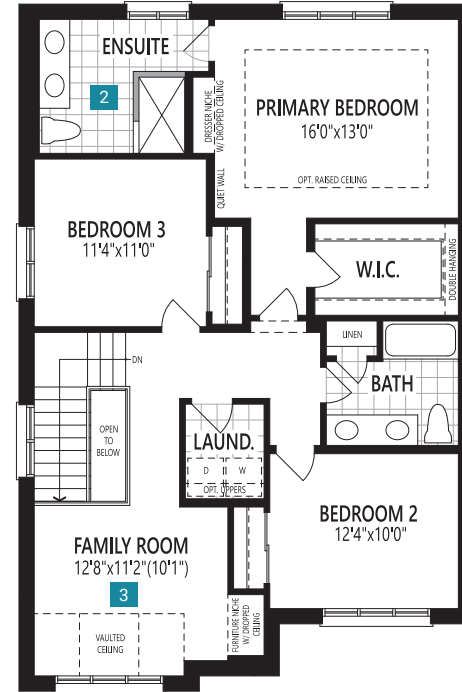 ENSUITE
2
DRESSER NICHE
W/ DROPPED CEILING
PRIMARY BEDROOM
16'0"x13'0"
OPT. RAISED CEILING
QUIET WALL
BEDROOM 3
11'4"x11'0"
W.I.C.
DOUBLE HANGING
LINEN
BATH
DN
OPEN
TO
BELOW
LAUND.
D
W
OPT. UPPERS
BEDROOM 2
12'4"x10'0"
FAMILY ROOM
12'8"x11'2"(10'1")
3
VAULTED
CEILING
FURNITURE NICHE
W/ DROPPED
CEILING